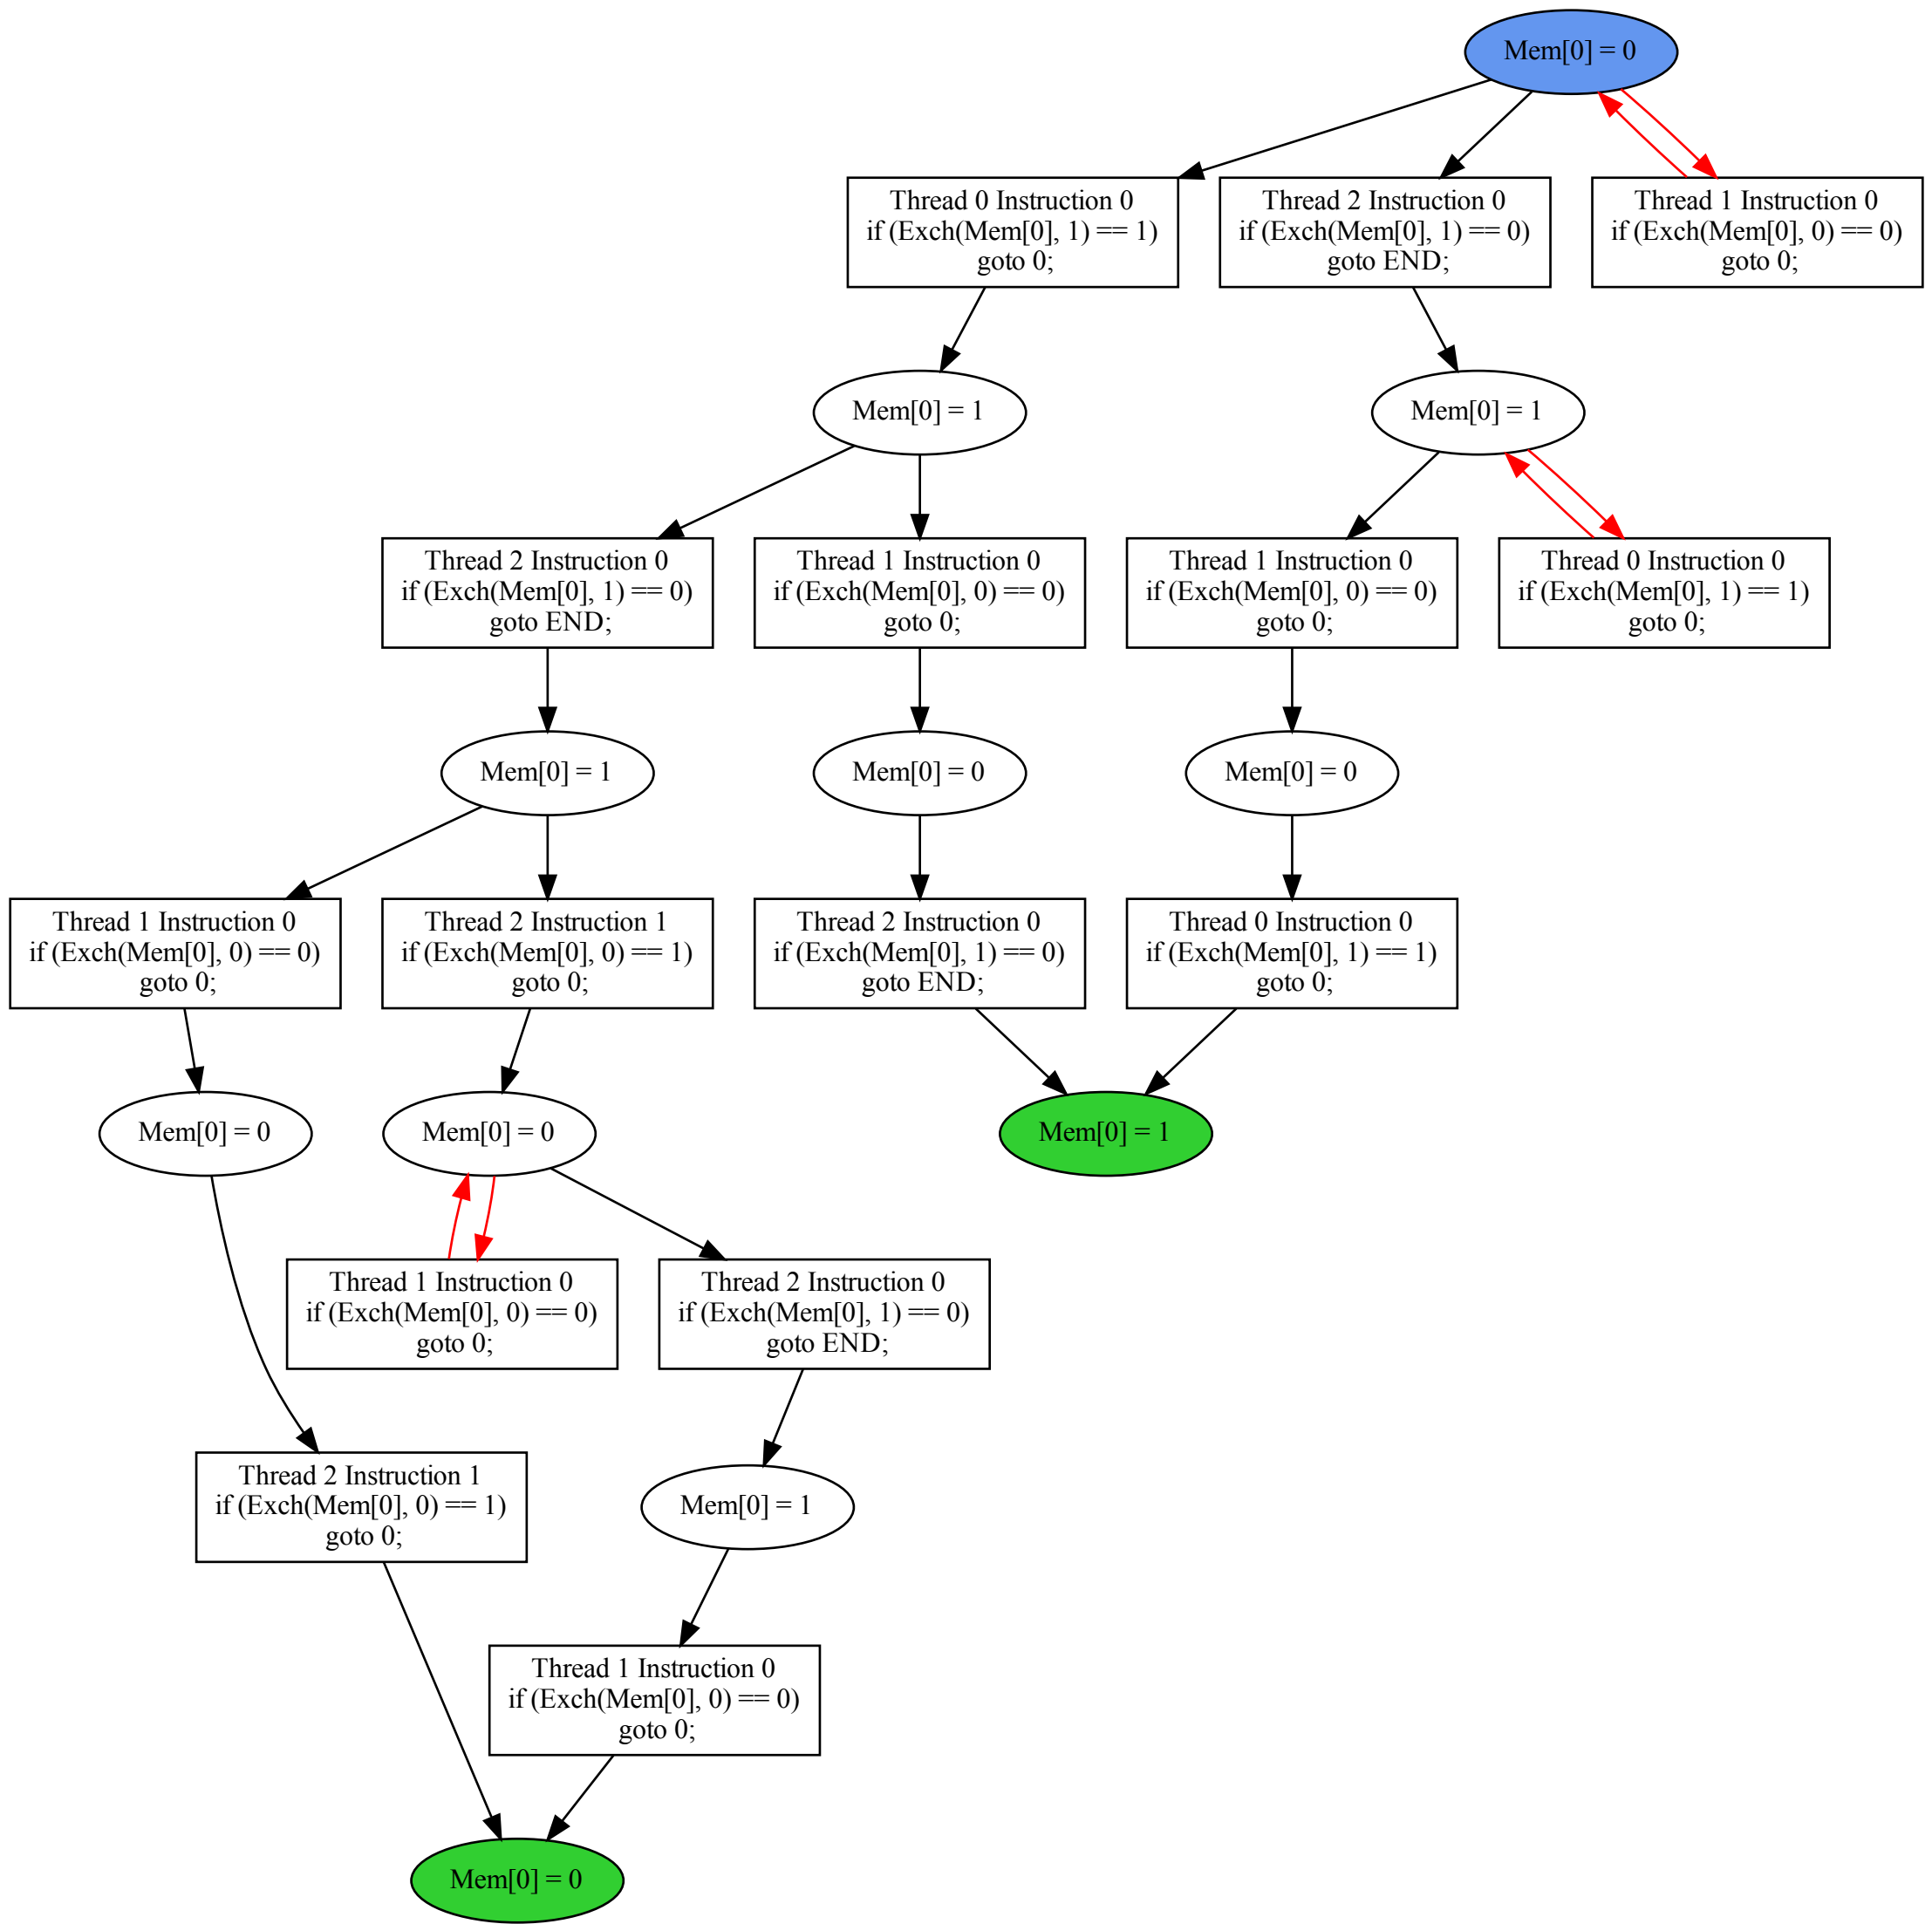 Mem[0] = 0
Thread 0 Instruction 0
if (Exch(Mem[0], 1) == 1)
goto 0;
Thread 2 Instruction 0
if (Exch(Mem[0], 1) == 0)
goto END;
Thread 1 Instruction 0
if (Exch(Mem[0], 0) == 0)
goto 0;
Mem[0] = 1
Mem[0] = 1
Thread 2 Instruction 0
if (Exch(Mem[0], 1) == 0)
goto END;
Thread 1 Instruction 0
if (Exch(Mem[0], 0) == 0)
goto 0;
Thread 1 Instruction 0
if (Exch(Mem[0], 0) == 0)
goto 0;
Thread 0 Instruction 0
if (Exch(Mem[0], 1) == 1)
goto 0;
Mem[0] = 1
Mem[0] = 0
Mem[0] = 0
Thread 1 Instruction 0
if (Exch(Mem[0], 0) == 0)
goto 0;
Thread 2 Instruction 1
if (Exch(Mem[0], 0) == 1)
goto 0;
Thread 2 Instruction 0
if (Exch(Mem[0], 1) == 0)
goto END;
Thread 0 Instruction 0
if (Exch(Mem[0], 1) == 1)
goto 0;
Mem[0] = 0
Mem[0] = 0
Mem[0] = 1
Thread 1 Instruction 0
if (Exch(Mem[0], 0) == 0)
goto 0;
Thread 2 Instruction 0
if (Exch(Mem[0], 1) == 0)
goto END;
Thread 2 Instruction 1
if (Exch(Mem[0], 0) == 1)
goto 0;
Mem[0] = 1
Thread 1 Instruction 0
if (Exch(Mem[0], 0) == 0)
goto 0;
Mem[0] = 0